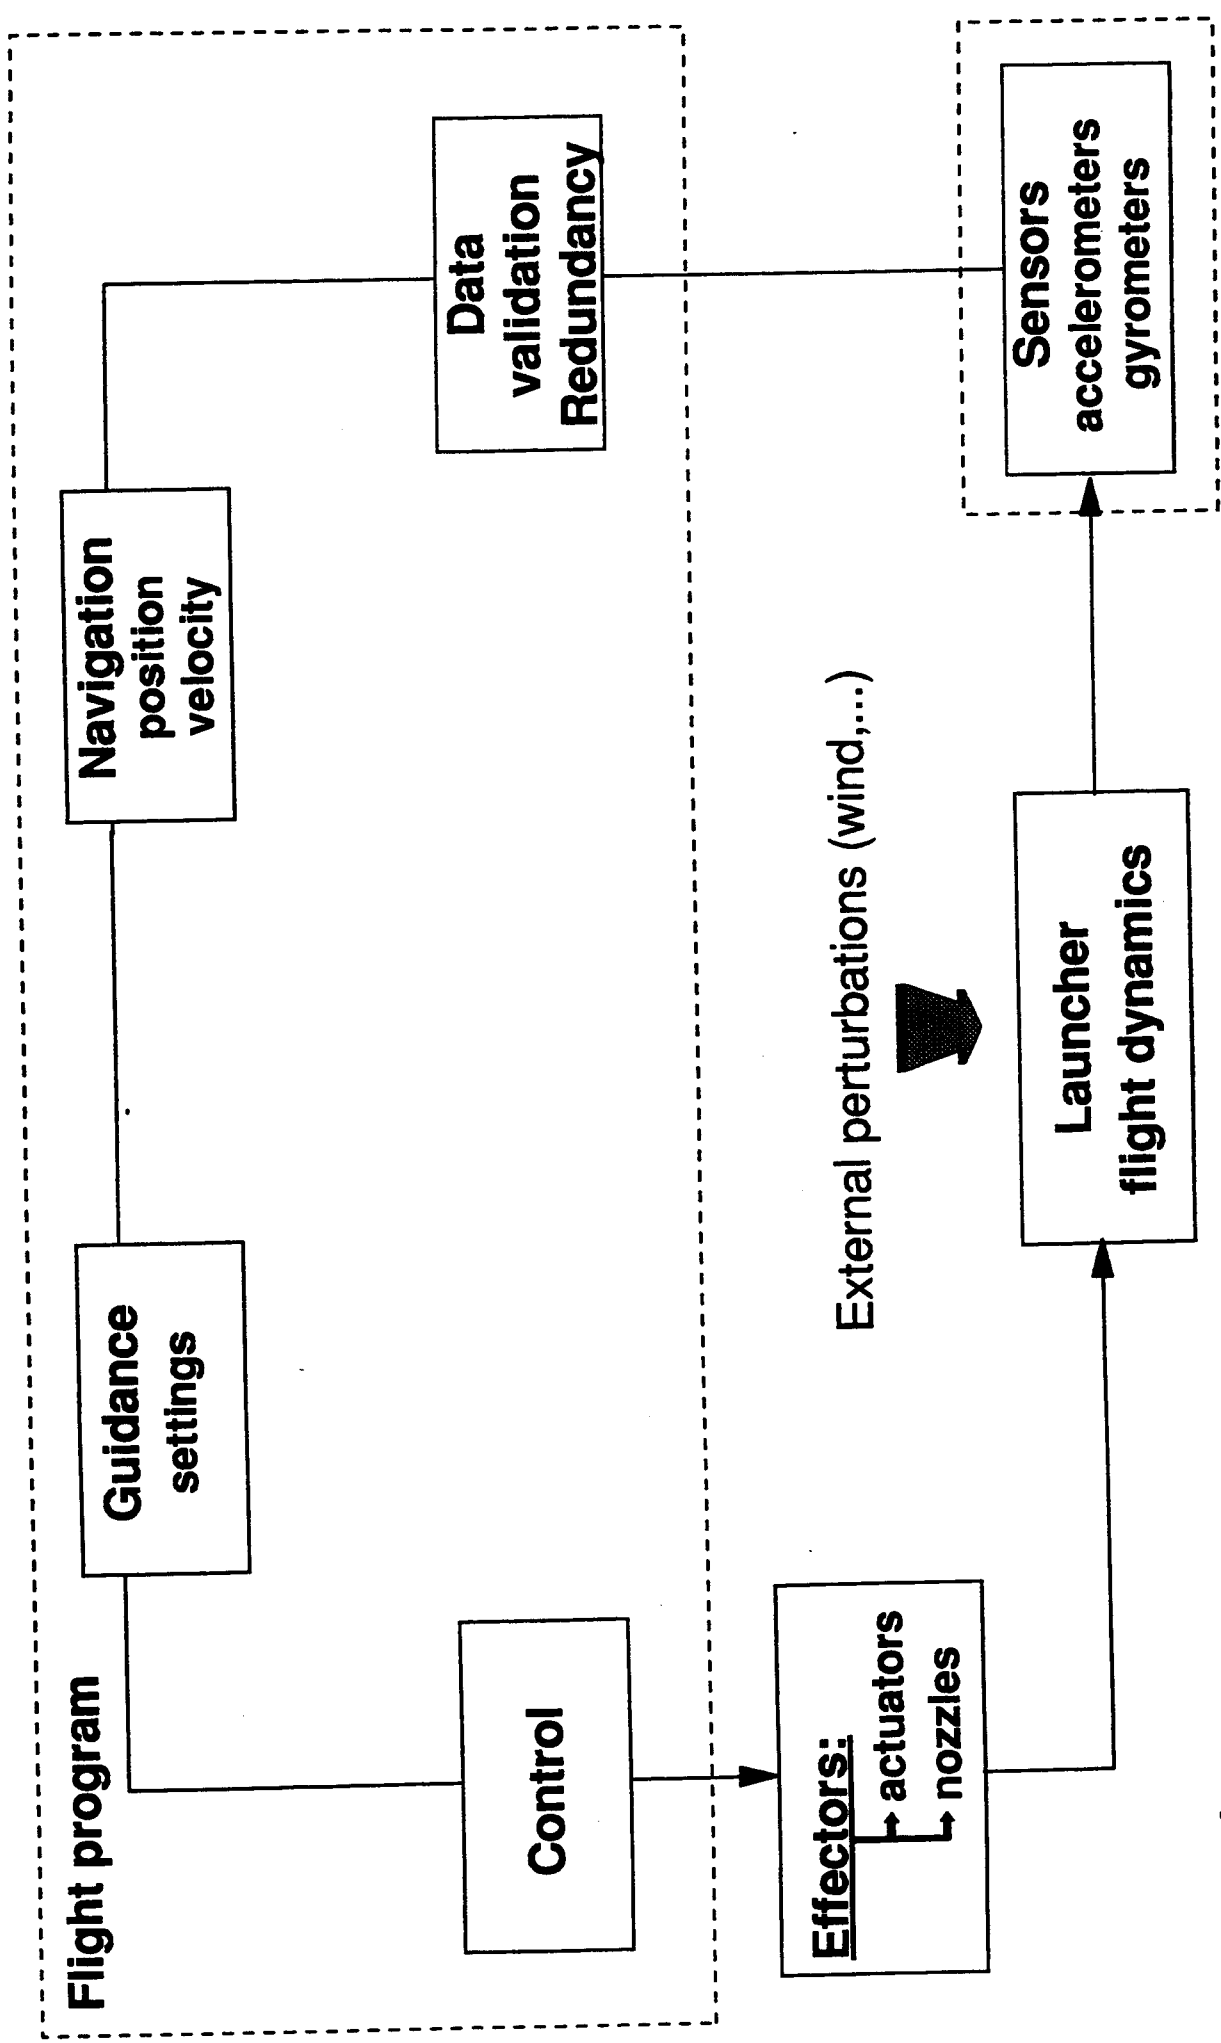 Flight program
Guidance
settings
Navigation
position
velocity
Control
Data
validation
Redundancy
Effectors:
actuators
nozzles
External perturbations (wind,...)
Launcher
flight dynamics
Sensors
accelerometers
gyrometers